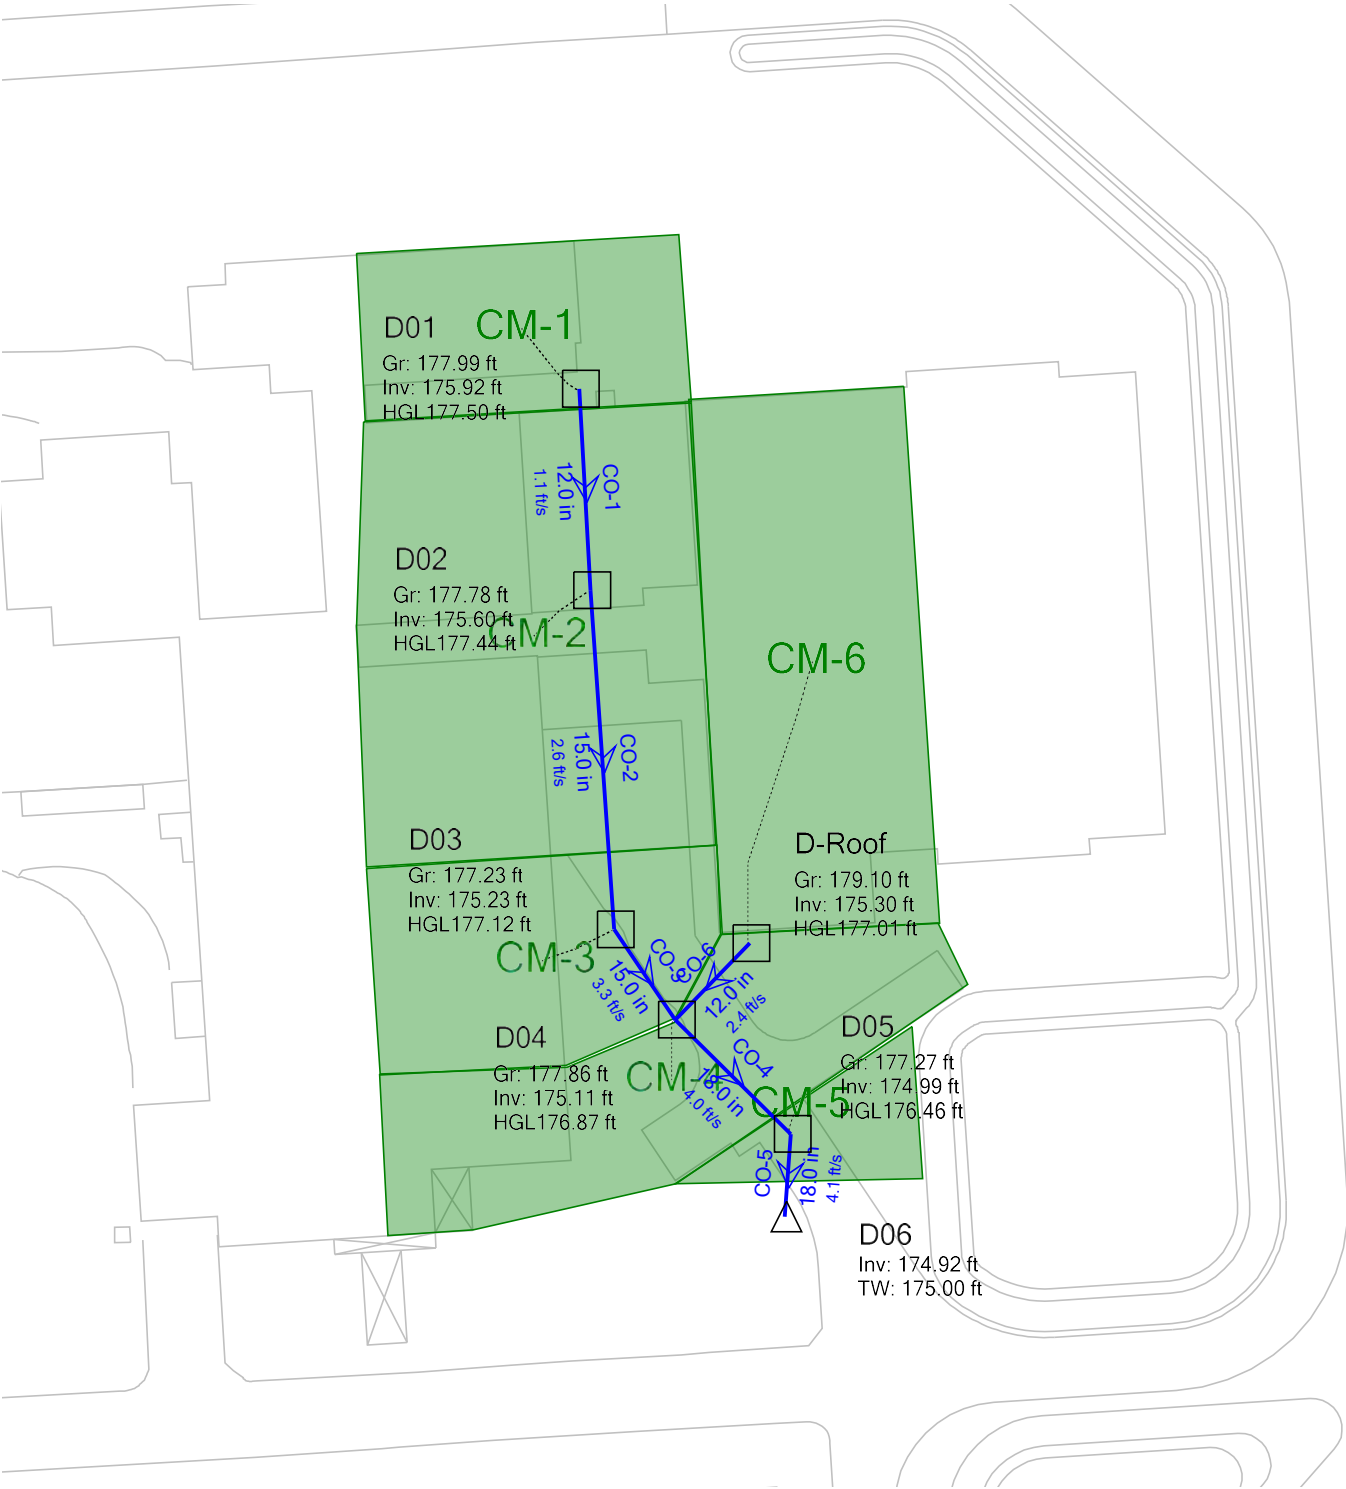 D01
Gr: 177.99 ft
Inv: 175.92 ft
HGL177.50 ft
CM-1
CO-1
12.0 in
1.1 ft/s
D02
Gr: 177.78 ft
Inv: 175.60 ft
HGL177.44 ft
CM-2
CM-6
CO-2
15.0 in
2.6 ft/s
D03
Gr: 177.23 ft
Inv: 175.23 ft
HGL177.12 ft
CM-3
D-Roof
Gr: 179.10 ft
Inv: 175.30 ft
HGL177.01 ft
CO-3
15.0 in
3.3 ft/s
CO-6
12.0 in
2.4 ft/s
D04
Gr: 177.86 ft
Inv: 175.11 ft
HGL176.87 ft
CM-4
CO-4
18.0 in
4.0 ft/s
D05
Gr: 177.27 ft
Inv: 174.99 ft
HGL176.46 ft
CM-5
CO-5
18.0 in
4.1 ft/s
D06
Inv: 174.92 ft
TW: 175.00 ft